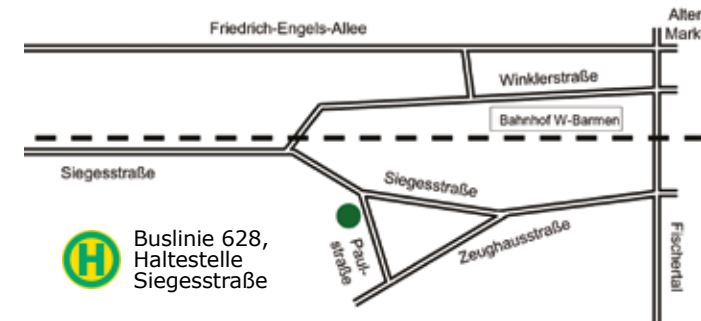 Alter
Markt
Friedrich-Engels-Allee
Winklerstraße
Bahnhof W-Barmen
Siegesstraße
Siegesstraße
Paul-
straße
Zeughausstraße
Fischertal
H
Buslinie 628,
Haltestelle
Siegesstraße